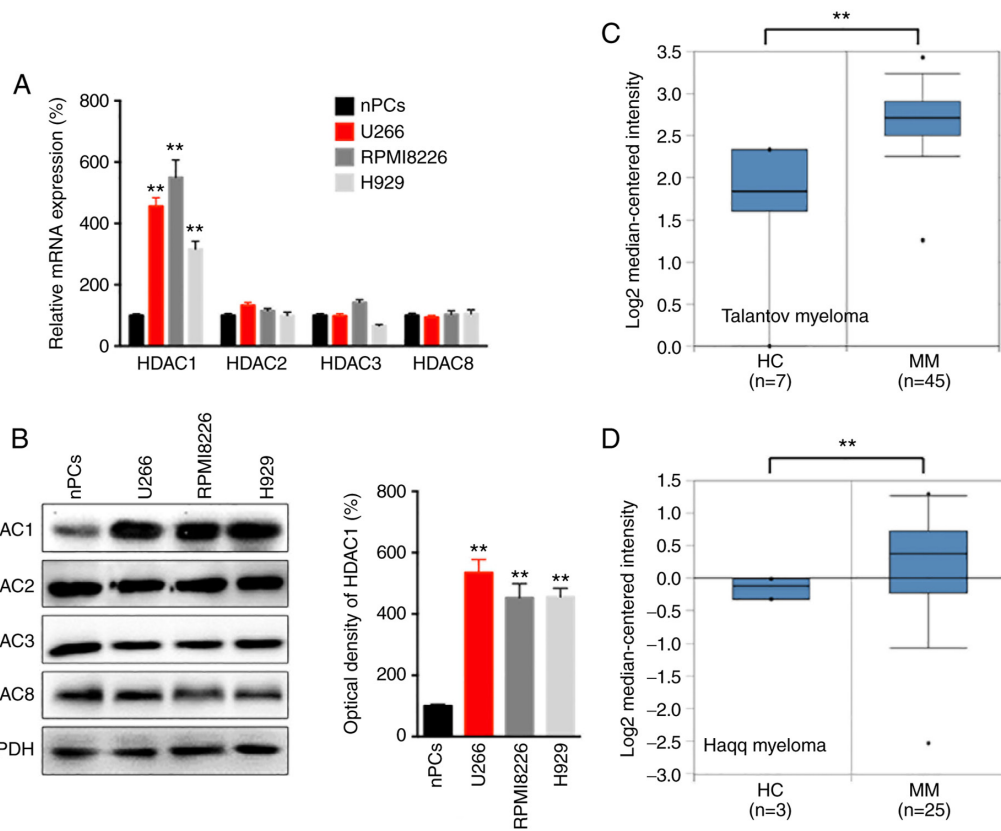 A
Relative mRNA expression (%)
800
600
400
200
0
**
**
**
nPCs
U266
RPMI8226
H929
HDAC1
HDAC2
HDAC3
HDAC8
B
nPCs
U266
RPMI8226
H929
AC1
AC2
AC3
AC8
PDH
Optical density of HDAC1 (%)
800
600
400
200
0
**
**
**
nPCs
U266
RPMI8226
H929
C
**
Log2 median-centered intensity
3.5
3.0
2.5
2.0
1.5
1.0
0.5
0.0
Talantov myeloma
HC
(n=7)
MM
(n=45)
D
**
Log2 median-centered intensity
1.5
1.0
0.5
0.0
–0.5
–1.0
–1.5
–2.0
–2.5
–3.0
Haqq myeloma
HC
(n=3)
MM
(n=25)